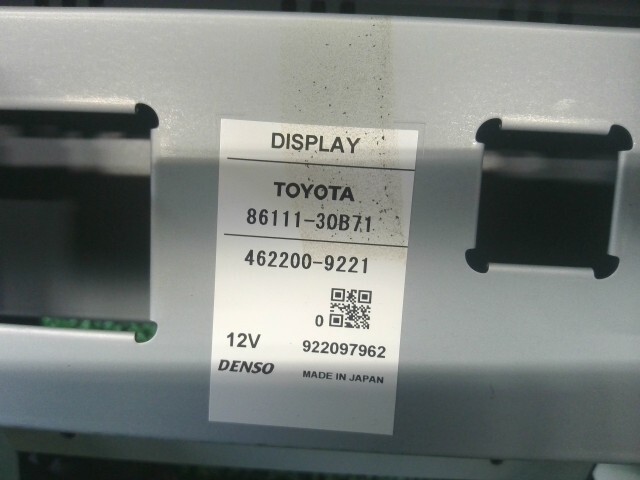 DISPLAY
TOYOTA
86111-30B71
462200-9221
0
12V 922097962
DENSO MADE IN JAPAN